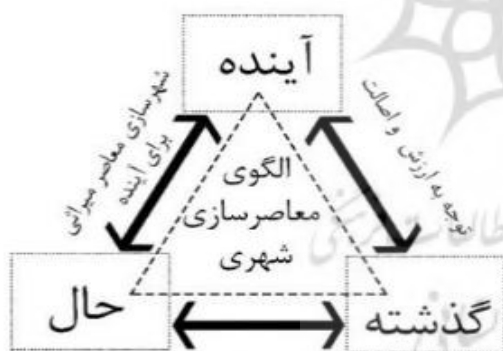 آینده
شهرسازی معاصر میراثی
برای آینده
توجه به ارزش و اصالت
الگوی
معاصرسازی
شهری
حال
گذشته